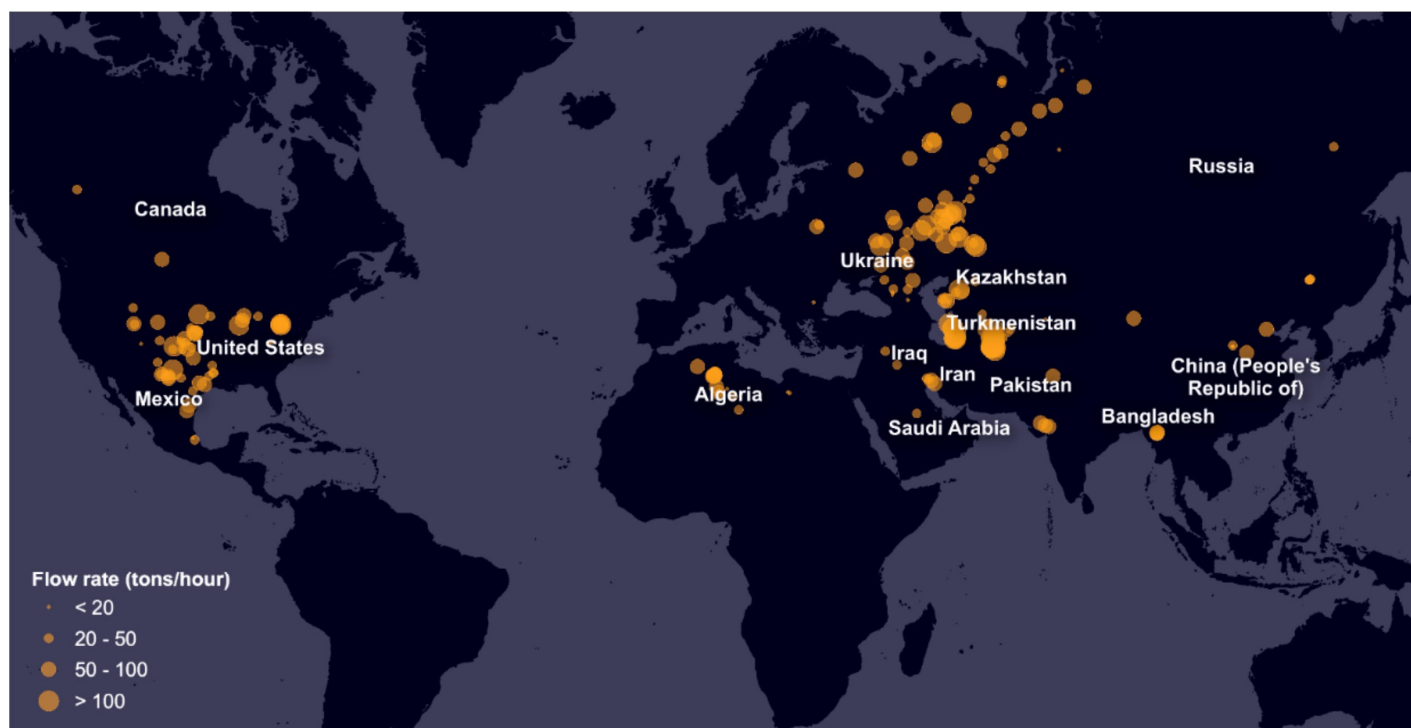 Russia
Canada
Ukraine
Kazakhstan
Turkmenistan
United States
Iraq
Iran
China (People's
Republic of)
Pakistan
Algeria
Mexico
Bangladesh
Saudi Arabia
Flow rate (tons/hour)
< 20
20 - 50
50 - 100
> 100